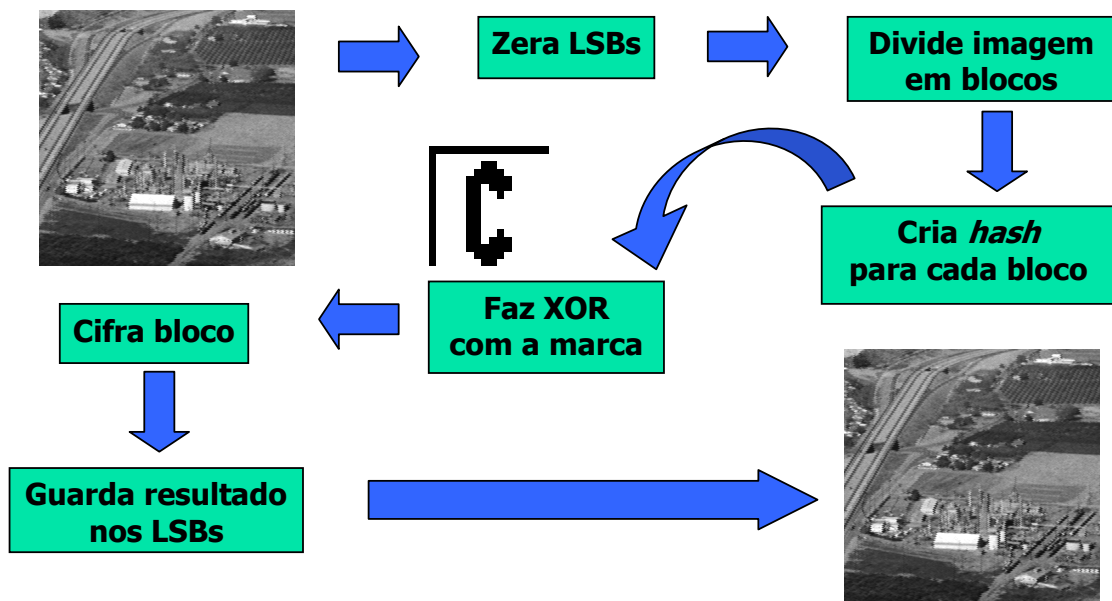 Zera LSBs
Divide imagem
em blocos
Cria hash
para cada bloco
Faz XOR
com a marca
C
Cifra bloco
Guarda resultado
nos LSBs